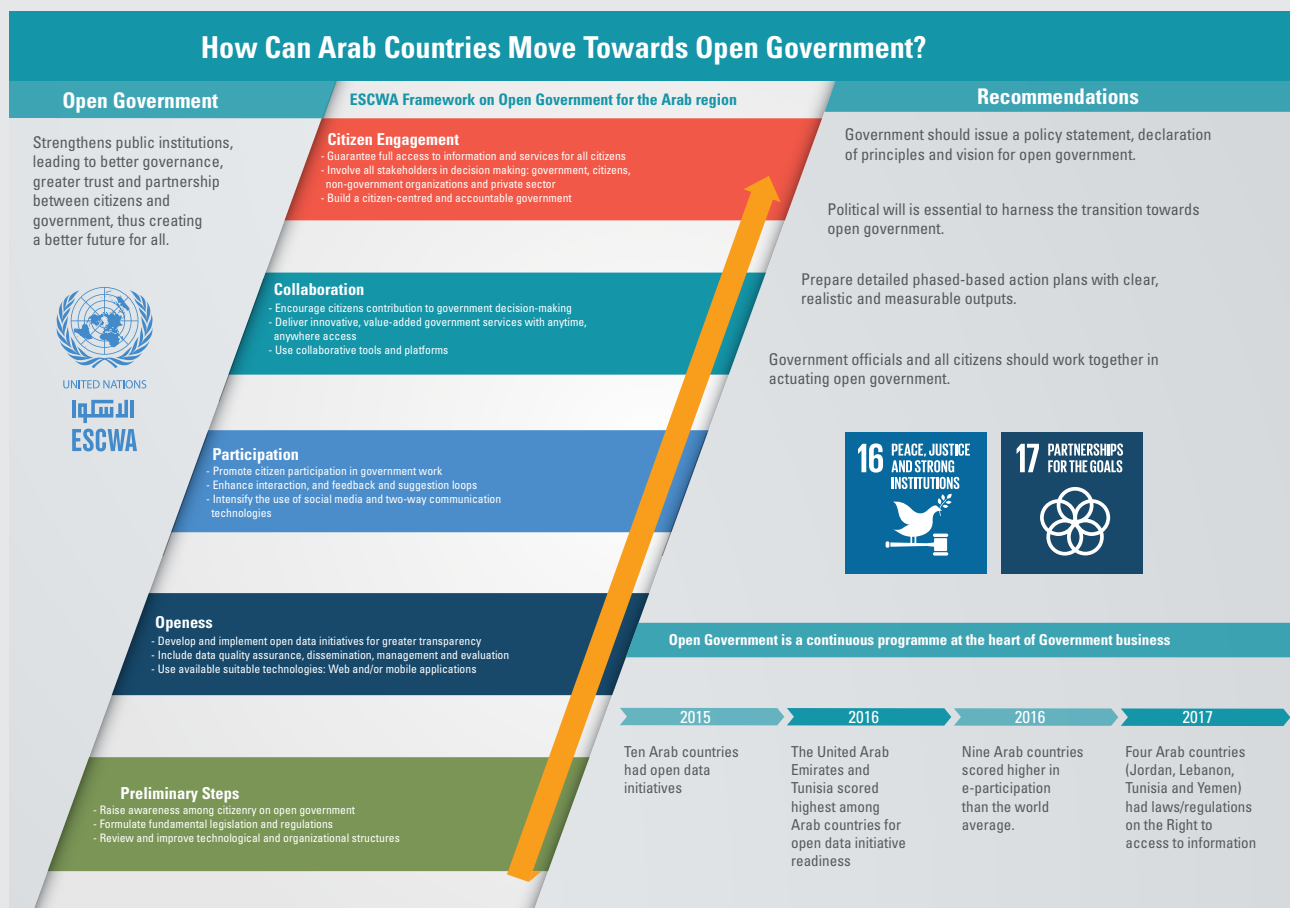 How Can Arab Countries Move Towards Open Government?
Open Government
Strengthens public institutions,
leading to better governance,
greater trust and partnership
between citizens and
government, thus creating
a better future for all.
UNITED NATIONS
الاسكوا
ESCWA
ESCWA Framework on Open Government for the Arab region
Citizen Engagement
- Guarantee full access to information and services for all citizens
- Involve all stakeholders in decision making: government, citizens,
non-government organizations and private sector
- Build a citizen-centred and accountable government
Collaboration
- Encourage citizens contribution to government decision-making
- Deliver innovative, value-added government services with anytime,
anywhere access
- Use collaborative tools and platforms
Participation
- Promote citizen participation in government work
- Enhance interaction, and feedback and suggestion loops
- Intensify the use of social media and two-way communication
technologies
Openess
- Develop and implement open data initiatives for greater transparency
- Include data quality assurance, dissemination, management and evaluation
- Use available suitable technologies: Web and/or mobile applications
Preliminary Steps
- Raise awareness among citizenry on open government
- Formulate fundamental legislation and regulations
- Review and improve technological and organizational structures
Recommendations
Government should issue a policy statement, declaration
of principles and vision for open government.
Political will is essential to harness the transition towards
open government.
Prepare detailed phased-based action plans with clear,
realistic and measurable outputs.
Government officials and all citizens should work together in
actuating open government.
16 PEACE, JUSTICE
AND STRONG
INSTITUTIONS
17 PARTNERSHIPS
FOR THE GOALS
Open Government is a continuous programme at the heart of Government business
2015
Ten Arab countries
had open data
initiatives
2016
The United Arab
Emirates and
Tunisia scored
highest among
Arab countries for
open data initiative
readiness
2016
Nine Arab countries
scored higher in
e-participation
than the world
average.
2017
Four Arab countries
(Jordan, Lebanon,
Tunisia and Yemen)
had laws/regulations
on the Right to
access to information